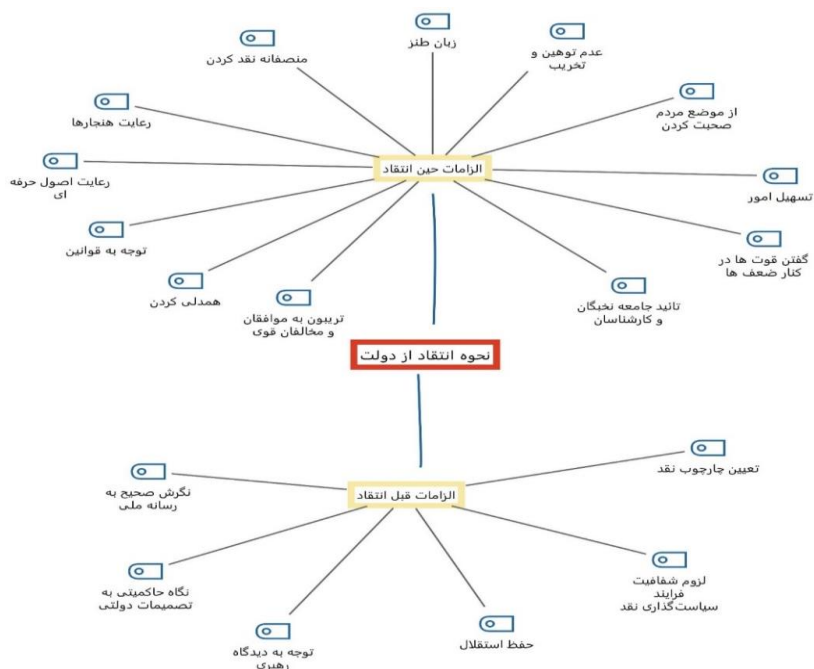 زبان طنز
عدم توهین و
تخریب
منصفانه نقد کردن
از موضع مردم
صحبت کردن
رعایت هنجارها
الزامات حین انتقاد
رعایت اصول حرفه
ای
تسهیل امور
توجه به قوانین
گفتن قوت ها در
کنار ضعف ها
همدلی کردن
تریبون به موافقان
و مخالفان قوی
تائید جامعه نخبگان
و کارشناسان
نحوه انتقاد از دولت
تعیین چارچوب نقد
الزامات قبل انتقاد
نگرش صحیح به
رسانه ملی
لزوم شفافیت
فرایند
سیاست‌گذاری نقد
نگاه حاکمیتی به
تصمیمات دولتی
حفظ استقلال
توجه به دیدگاه
رهبری